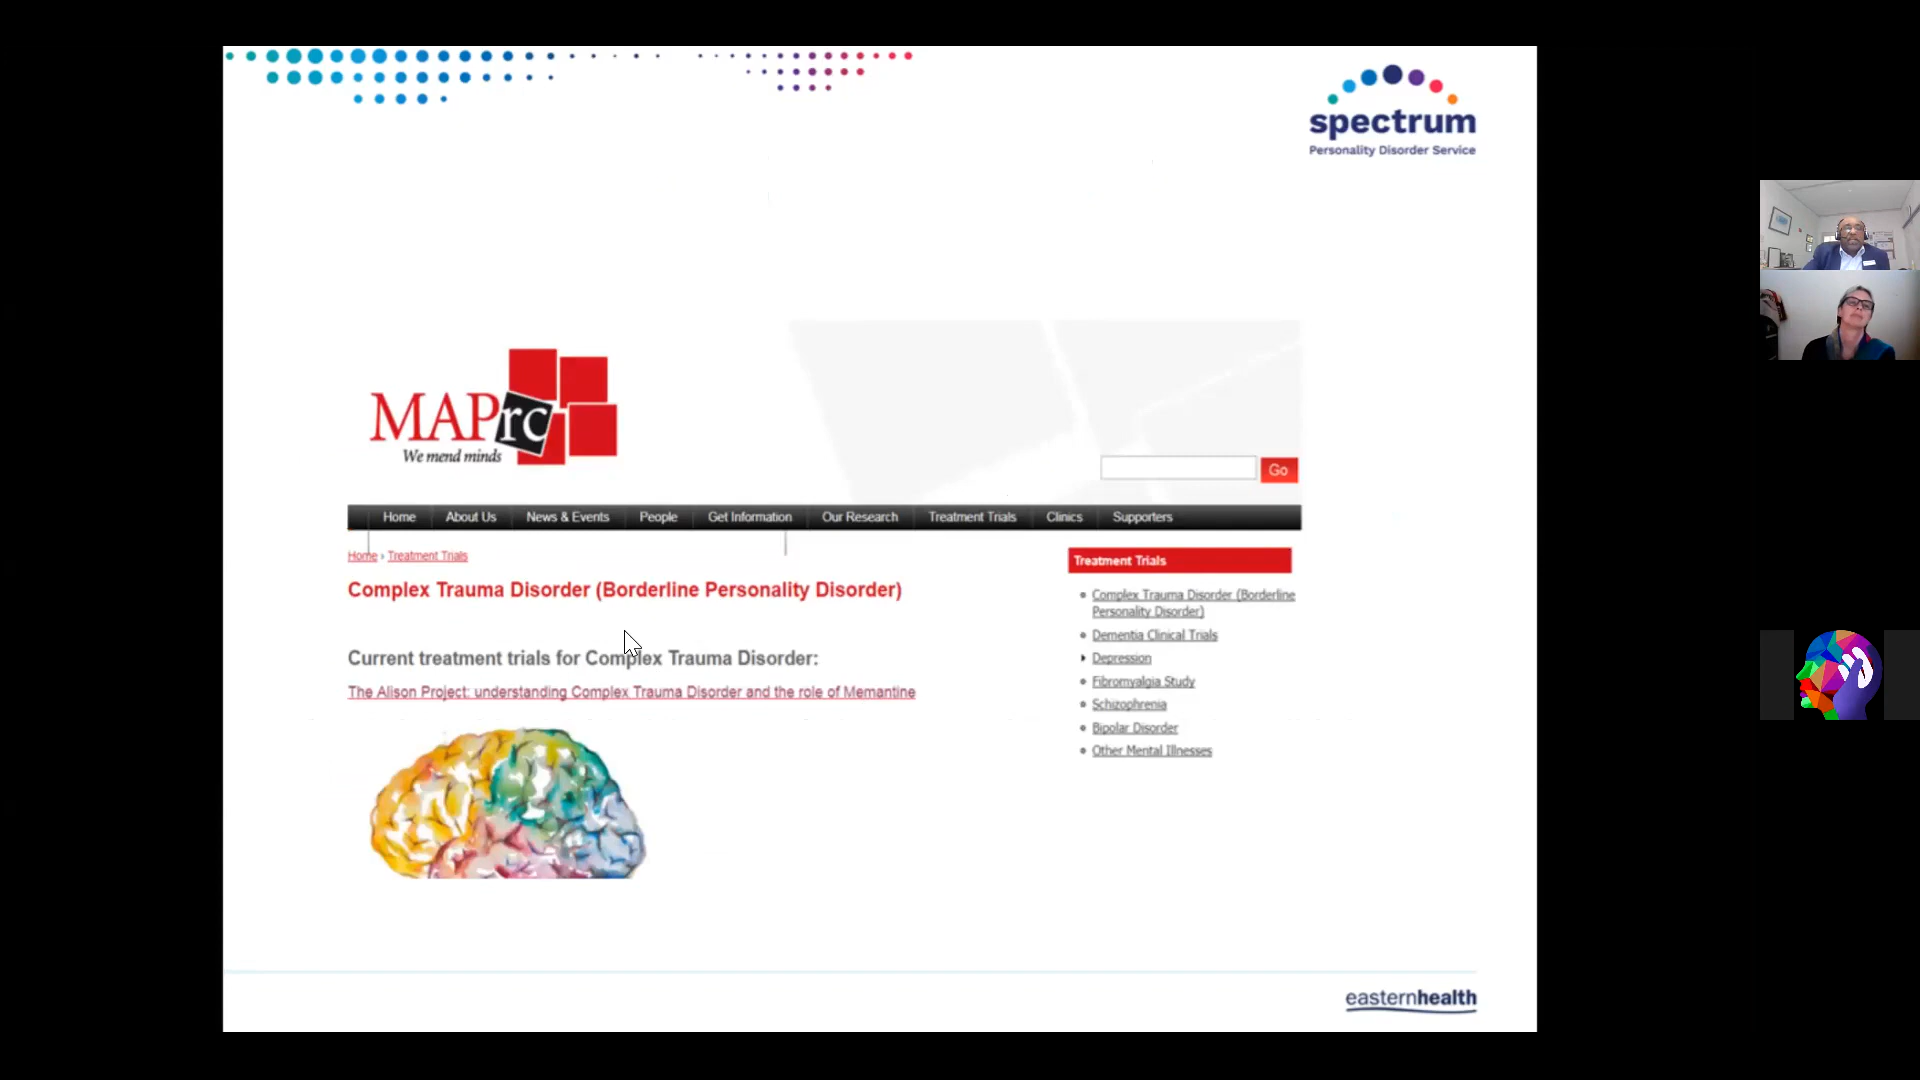 spectrum
Personality Disorder Service
MAPrc
We mend minds
Go
Home About Us News & Events People Get Information Our Research Treatment Trials Clinics Supporters
Home › Treatment Trials
Complex Trauma Disorder (Borderline Personality Disorder)
Current treatment trials for Complex Trauma Disorder:
The Alison Project: understanding Complex Trauma Disorder and the role of Memantine
Treatment Trials
Complex Trauma Disorder (Borderline
Personality Disorder)
Dementia Clinical Trials
Depression
Fibromyalgia Study
Schizophrenia
Bipolar Disorder
Other Mental Illnesses
easternhealth